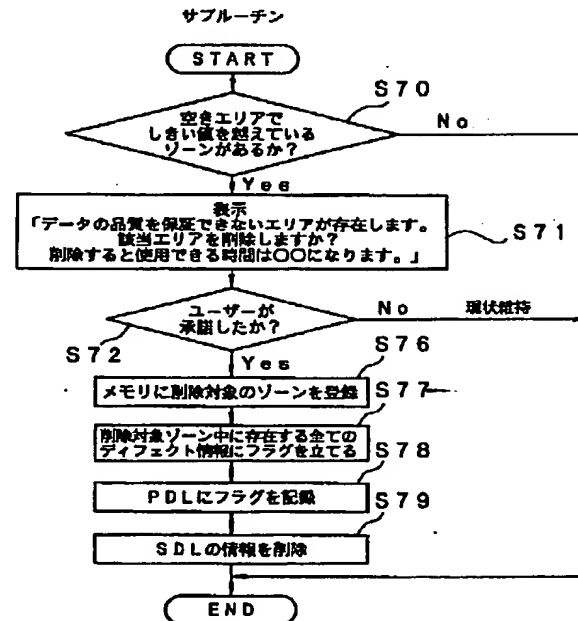 サブルーチン
START
S70
空きエリアで
しきい値を越えている
ゾーンがあるか?
No
Yes
表示
「データの品質を保証できないエリアが存在します。
該当エリアを削除しますか?
削除すると使用できる時間は〇〇になります。」
S71
ユーザーが
承諾したか?
No 現状維持
S72
Yes
S76
メモリに削除対象のゾーンを登録
S77
削除対象ゾーン中に存在する全ての
ディフェクト情報にフラグを立てる
S78
PDLにフラグを記録
S79
SDLの情報を削除
END